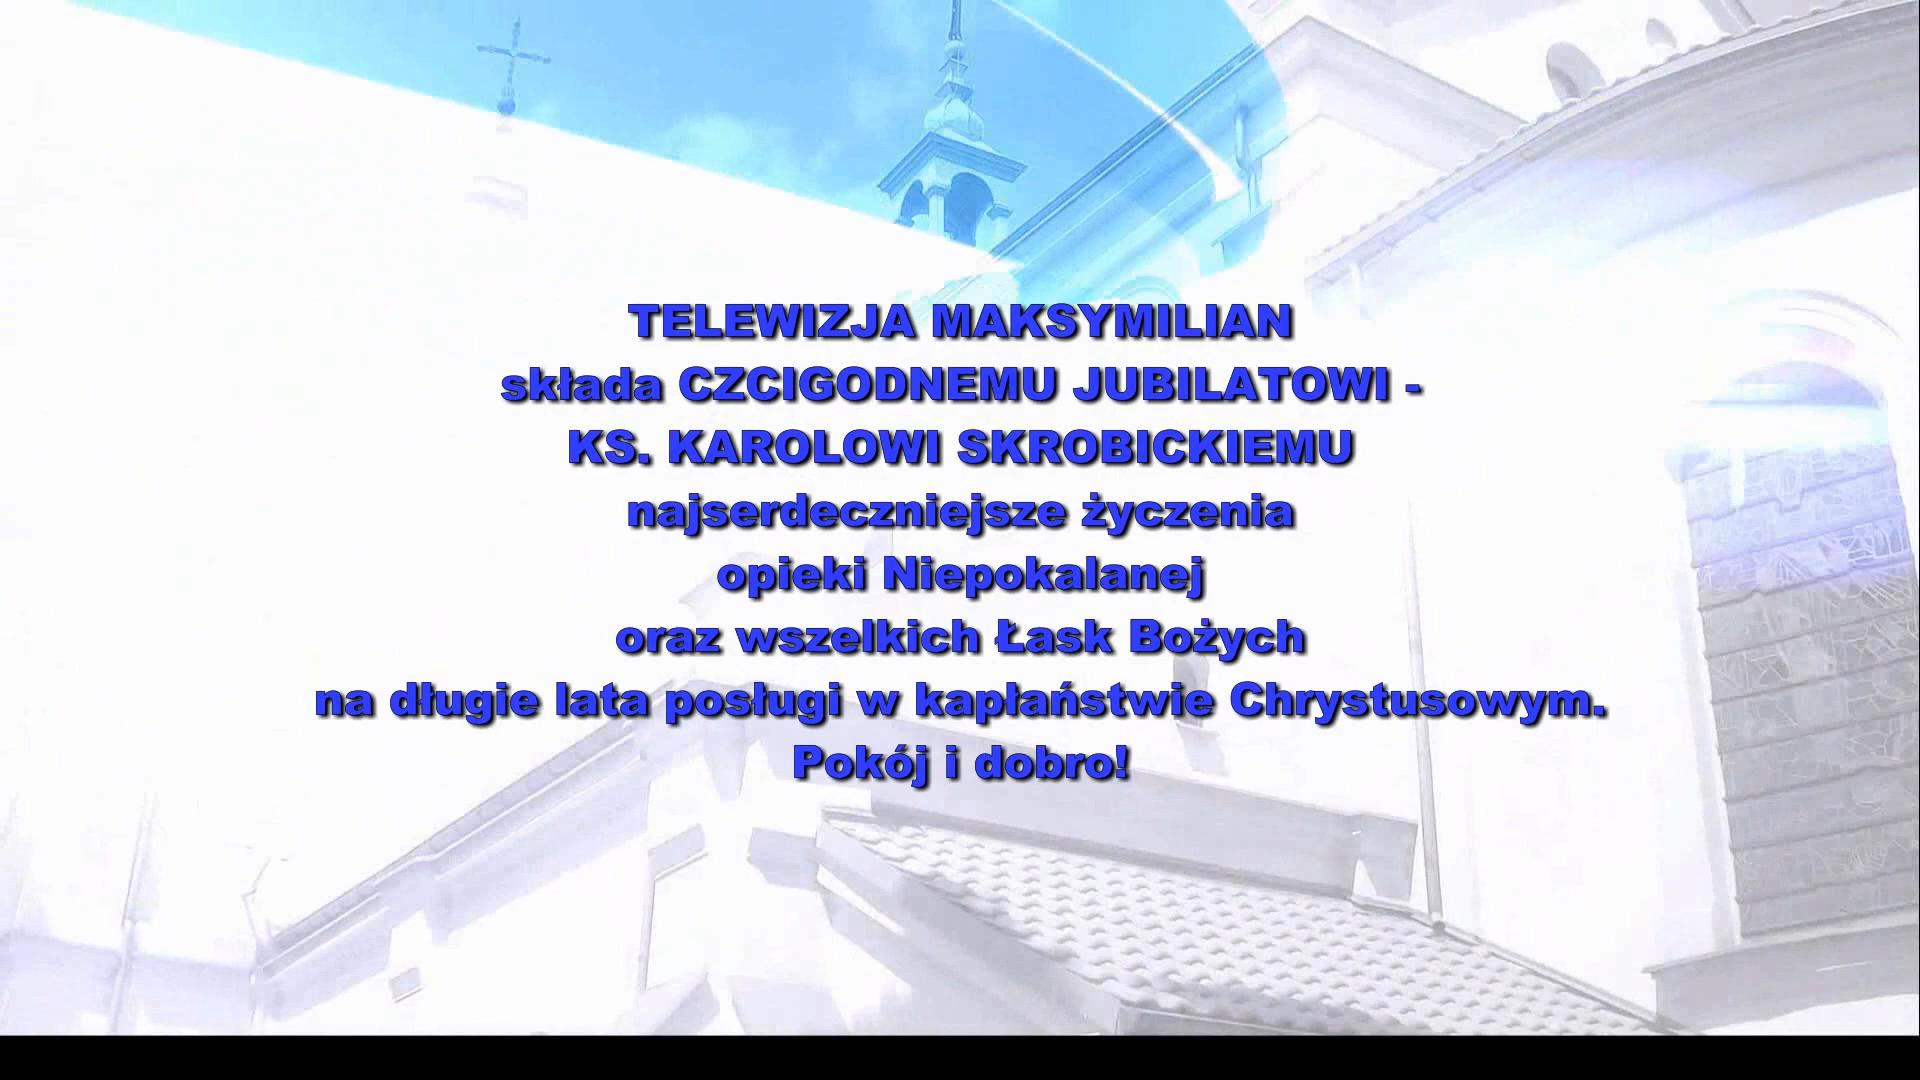 TELEWIZJA MAKSYMILIAN
składa CZCIGODNEMU JUBILATOWI -
KS. KAROLOWI SKROBICKIEMU
najserdeczniejsze życzenia
opieki Niepokalanej
oraz wszelkich Łask Bożych
na długie lata posługi w kapłaństwie Chrystusowym.
Pokój i dobro!